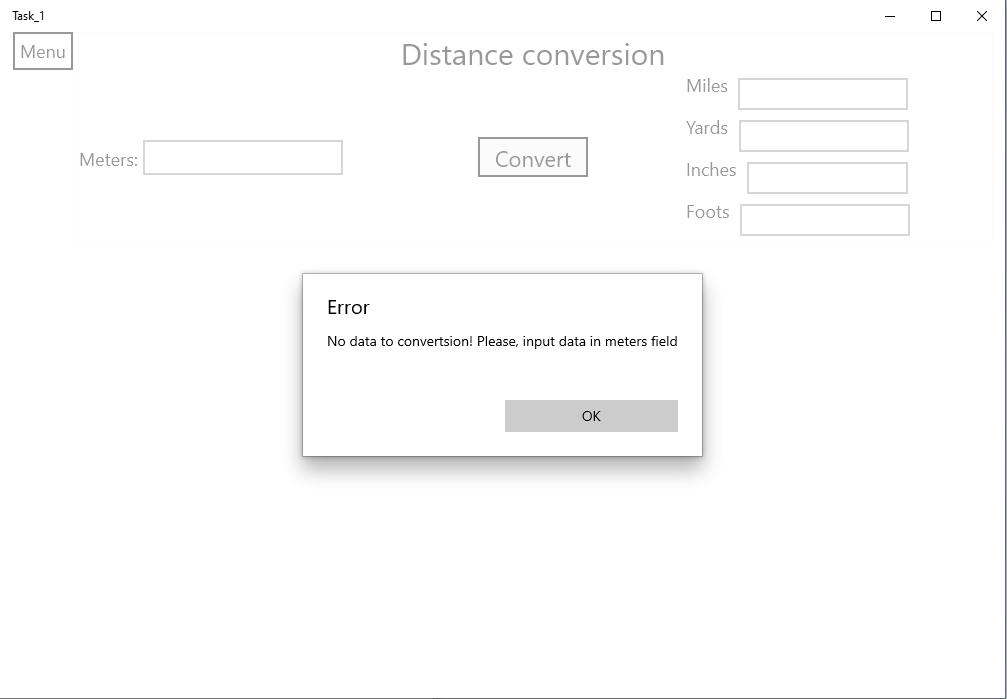 Task_1
Menu
Distance conversion
Miles
Yards
Meters:
Convert
Inches
Foots
Error
No data to convertsion! Please, input data in meters field
OK